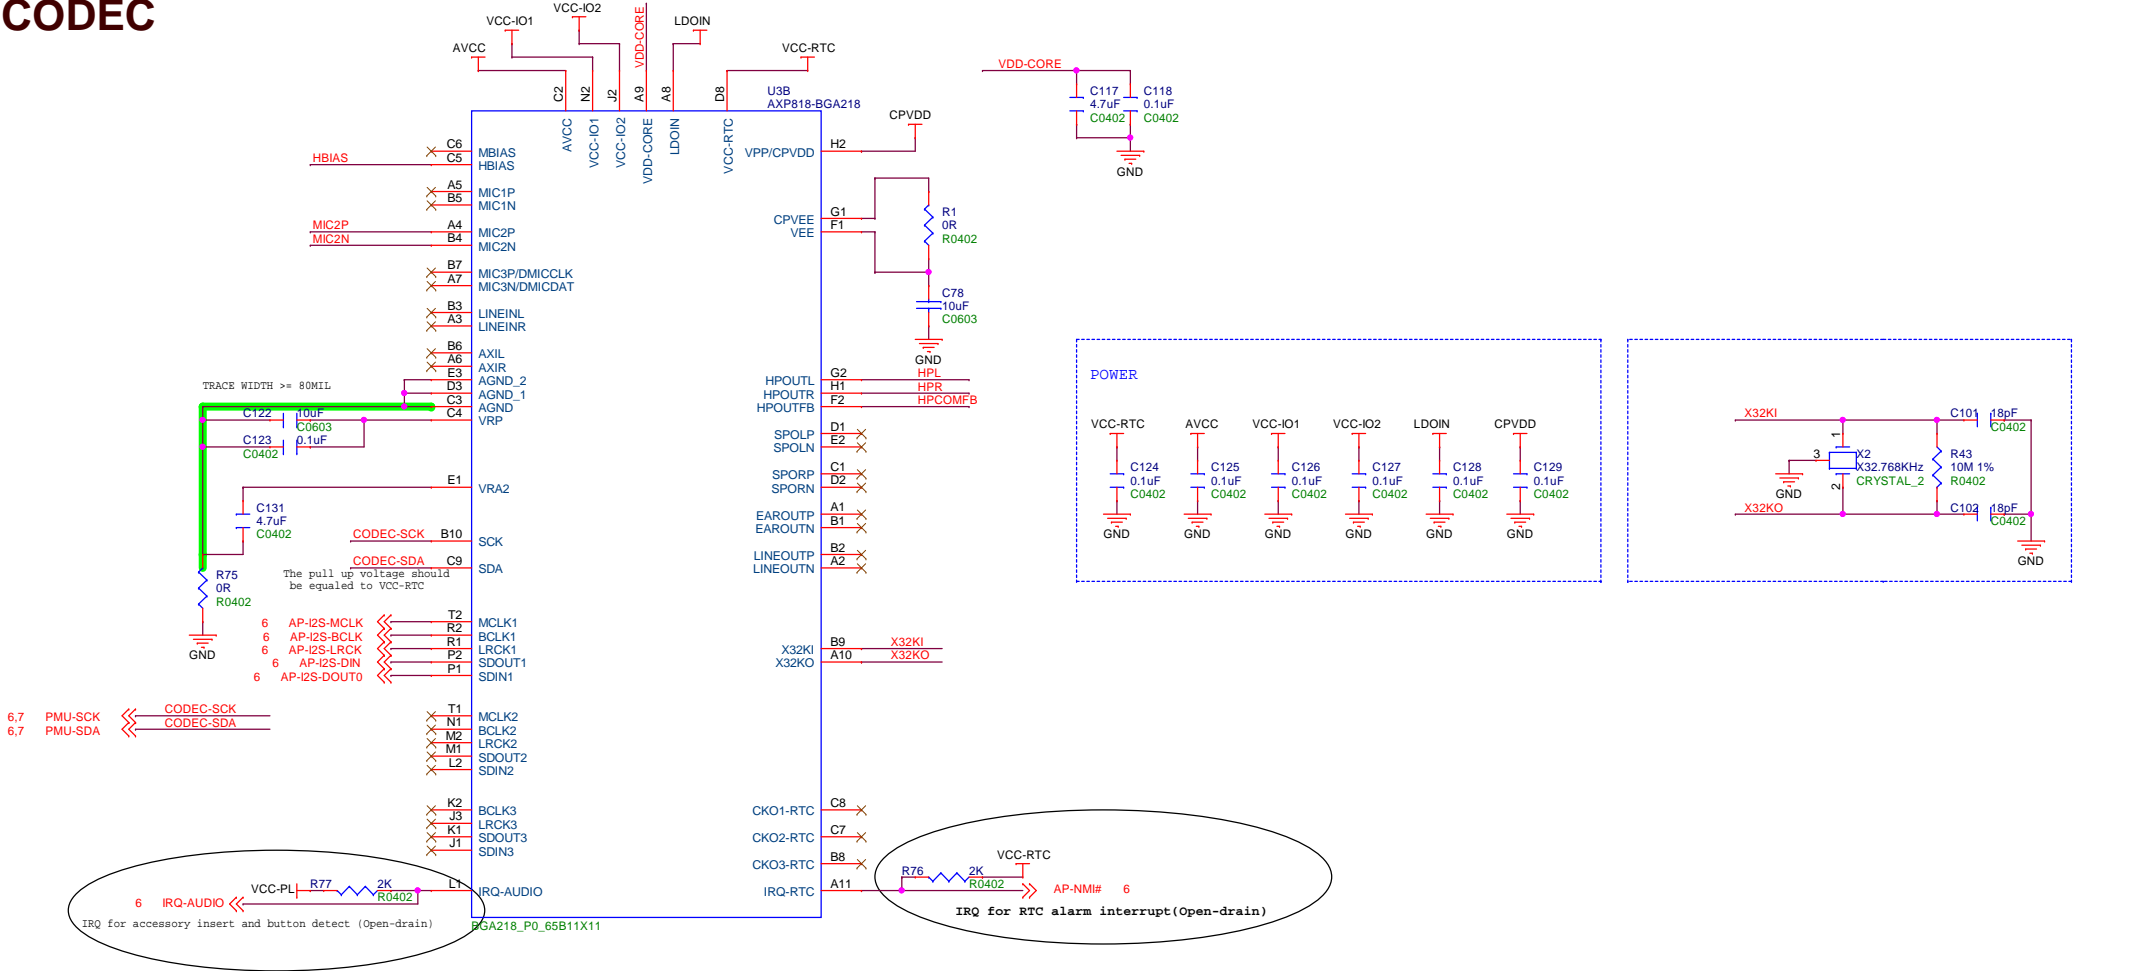 CODEC
VCC-IO1
VCC-IO2
VDD-CORE
LDOIN
AVCC
VCC-RTC
C2
N2
J2
A9
A8
D8
U3B
AXP818-BGA218
AVCC
VCC-IO1
VCC-IO2
VDD-CORE
LDOIN
VCC-RTC
C6 MBIAS
HBIAS C5 HBIAS
A5 MIC1P
B5 MIC1N
MIC2P A4 MIC2P
MIC2N B4 MIC2N
B7 MIC3P/DMICCLK
A7 MIC3N/DMICDAT
B3 LINEINL
A3 LINEINR
B6 AXIL
A6 AXIR
E3 AGND_2
D3 AGND_1
C3 AGND
C4 VRP
TRACE WIDTH >= 80MIL
C122 10uF
C0603
C123 0.1uF
C0402
E1 VRA2
C131
4.7uF
C0402
CODEC-SCK B10 SCK
CODEC-SDA C9 SDA
The pull up voltage should
be equaled to VCC-RTC
R75
0R
R0402
GND
6 AP-I2S-MCLK T2 MCLK1
6 AP-I2S-BCLK R2 BCLK1
6 AP-I2S-LRCK R1 LRCK1
6 AP-I2S-DIN P2 SDOUT1
6 AP-I2S-DOUT0 P1 SDIN1
6,7 PMU-SCK CODEC-SCK
6,7 PMU-SDA CODEC-SDA
T1 MCLK2
N1 BCLK2
M2 LRCK2
M1 SDOUT2
L2 SDIN2
K2 BCLK3
J3 LRCK3
K1 SDOUT3
J1 SDIN3
VCC-PL R77 2K L1 IRQ-AUDIO
R0402
6 IRQ-AUDIO
IRQ for accessory insert and button detect (Open-drain)
BGA218_P0_65B11X11
CPVDD
VPP/CPVDD H2
CPVEE G1
VEE F1
R1
0R
R0402
C78
10uF
C0603
GND
HPOUTL G2 HPL
HPOUTR H1 HPR
HPOUTFB F2 HPCOMFB
SPOLP D1
SPOLN E2
SPORP C1
SPORN D2
EAROUTP A1
EAROUTN B1
LINEOUTP B2
LINEOUTN A2
X32KI B9 X32KI
X32KO A10 X32KO
CKO1-RTC C8
CKO2-RTC C7
CKO3-RTC B8
IRQ-RTC A11
VCC-RTC
R76 2K
R0402
AP-NMI# 6
IRQ for RTC alarm interrupt(Open-drain)
VDD-CORE
C117
4.7uF
C0402
C118
0.1uF
C0402
GND
POWER
VCC-RTC AVCC VCC-IO1 VCC-IO2 LDOIN CPVDD
C124 C125 C126 C127 C128 C129
0.1uF 0.1uF 0.1uF 0.1uF 0.1uF 0.1uF
C0402 C0402 C0402 C0402 C0402 C0402
GND GND GND GND GND GND
X32KI
C101 18pF
C0402
1
3
2
X2
X32.768KHz
CRYSTAL_2
GND
R43
10M 1%
R0402
X32KO
C102 18pF
C0402
GND